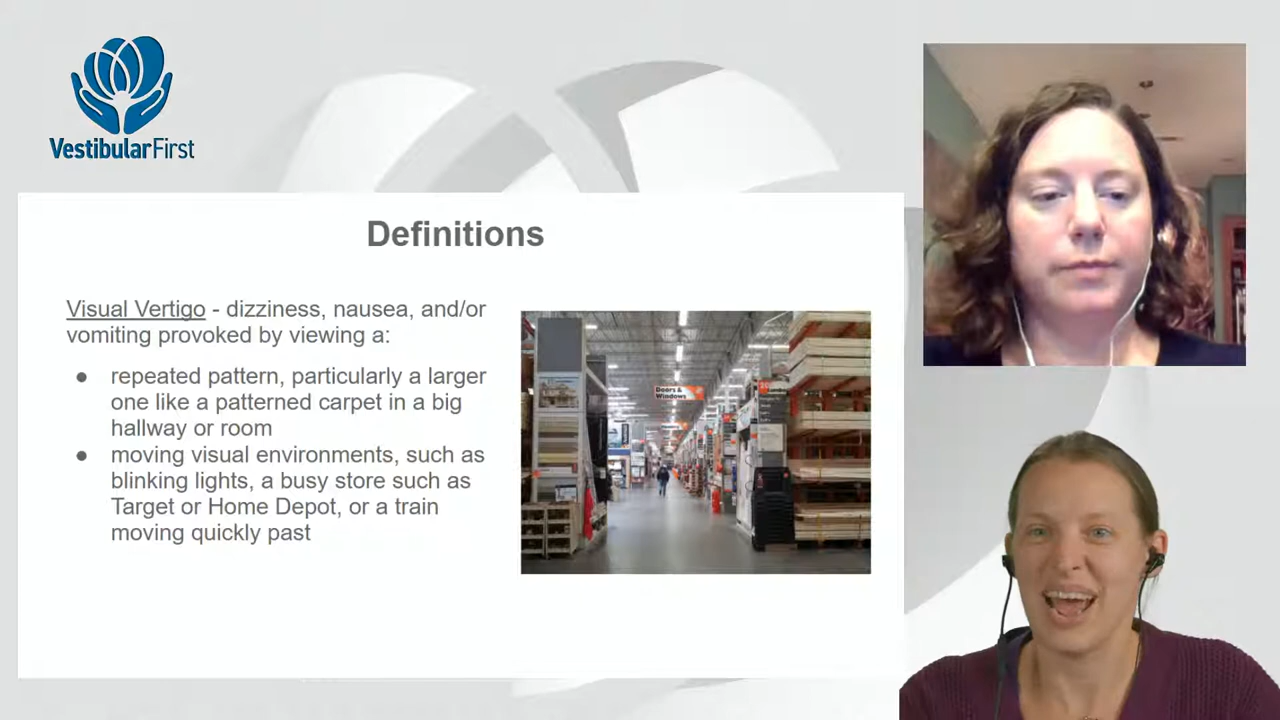 VestibularFirst
Definitions
Visual Vertigo - dizziness, nausea, and/or
vomiting provoked by viewing a:
● repeated pattern, particularly a larger
one like a patterned carpet in a big
hallway or room
● moving visual environments, such as
blinking lights, a busy store such as
Target or Home Depot, or a train
moving quickly past
Doors &
Windows